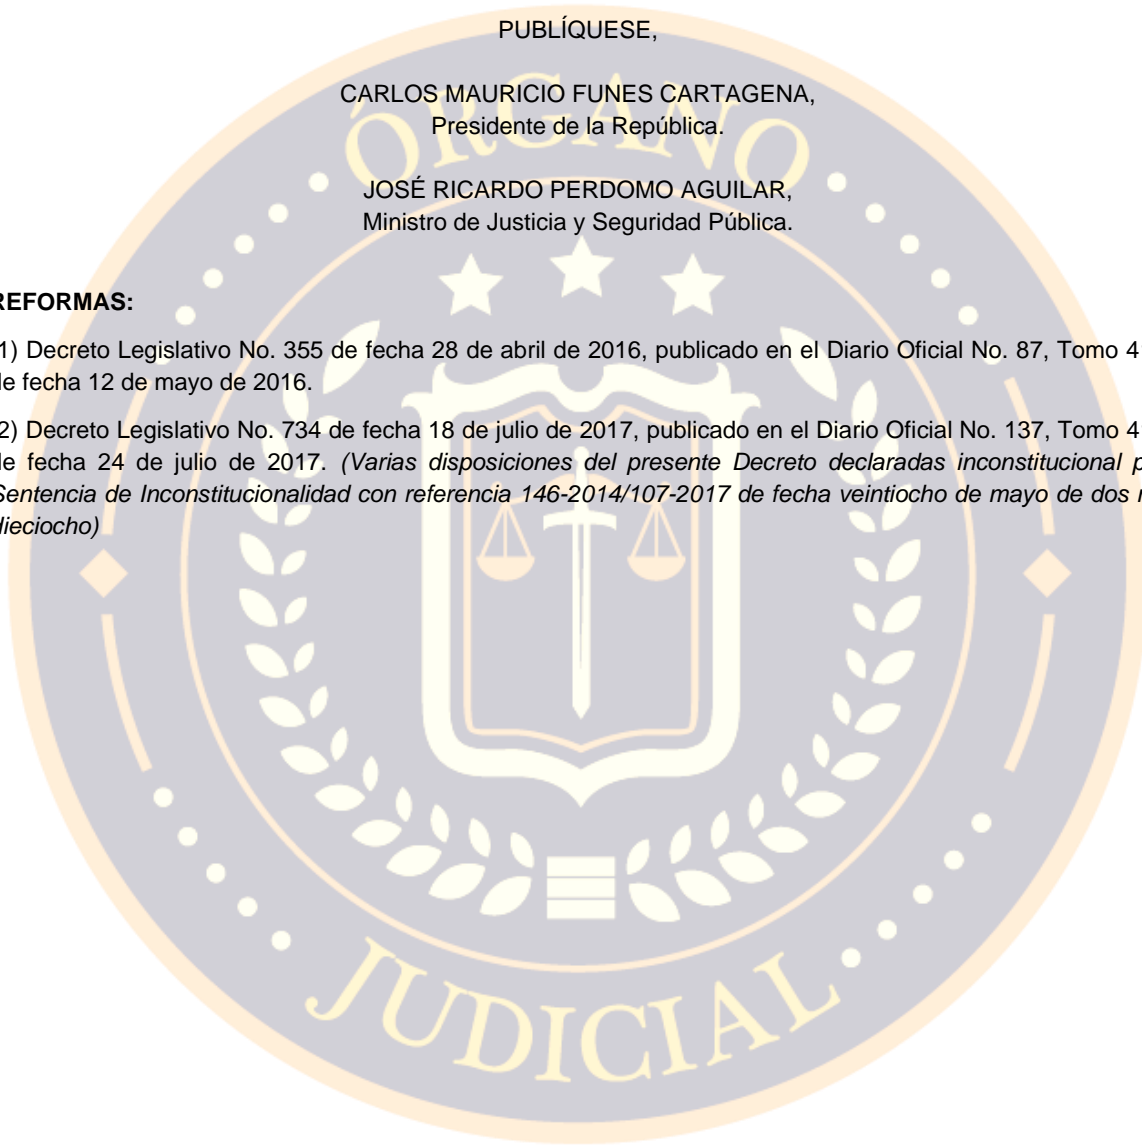 PUBLÍQUESE,
CARLOS MAURICIO FUNES CARTAGENA,
Presidente de la República.
JOSÉ RICARDO PERDOMO AGUILAR,
Ministro de Justicia y Seguridad Pública.
REFORMAS:
1) Decreto Legislativo No. 355 de fecha 28 de abril de 2016, publicado en el Diario Oficial No. 87, Tomo 4
de fecha 12 de mayo de 2016.
2) Decreto Legislativo No. 734 de fecha 18 de julio de 2017, publicado en el Diario Oficial No. 137, Tomo 4
de fecha 24 de julio de 2017. (Varias disposiciones del presente Decreto declaradas inconstitucional p
Sentencia de Inconstitucionalidad con referencia 146-2014/107-2017 de fecha veintiocho de mayo de dos
dieciocho)
ÓRGANO
JUDICIAL